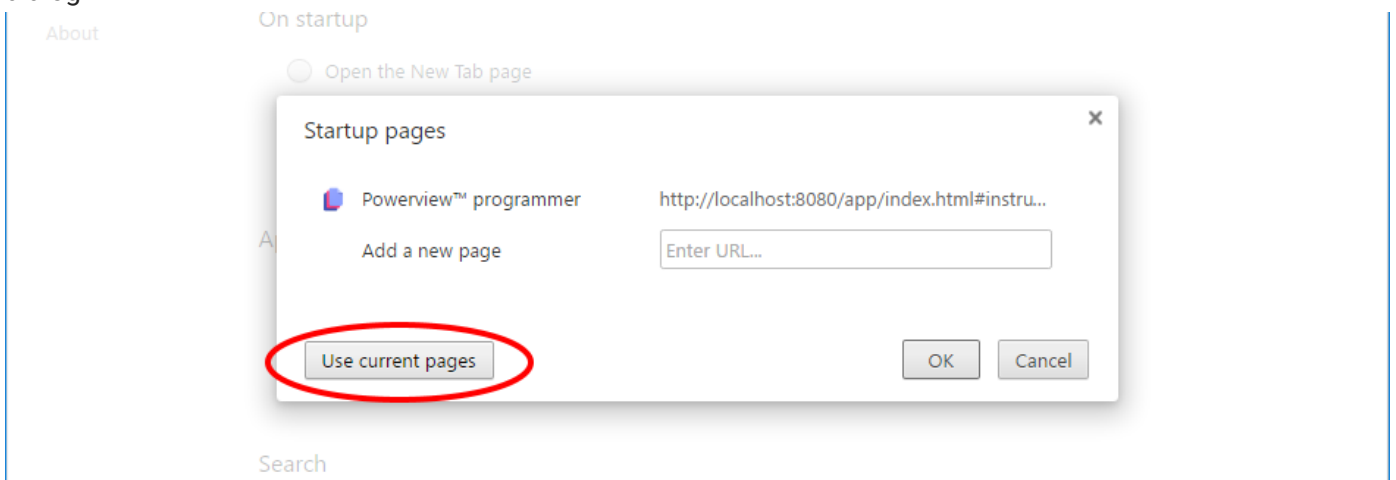 About
On startup
Open the New Tab page
Startup pages
Powerview™ programmer http://localhost:8080/app/index.html#instru...
Add a new page Enter URL...
Use current pages OK Cancel
Search